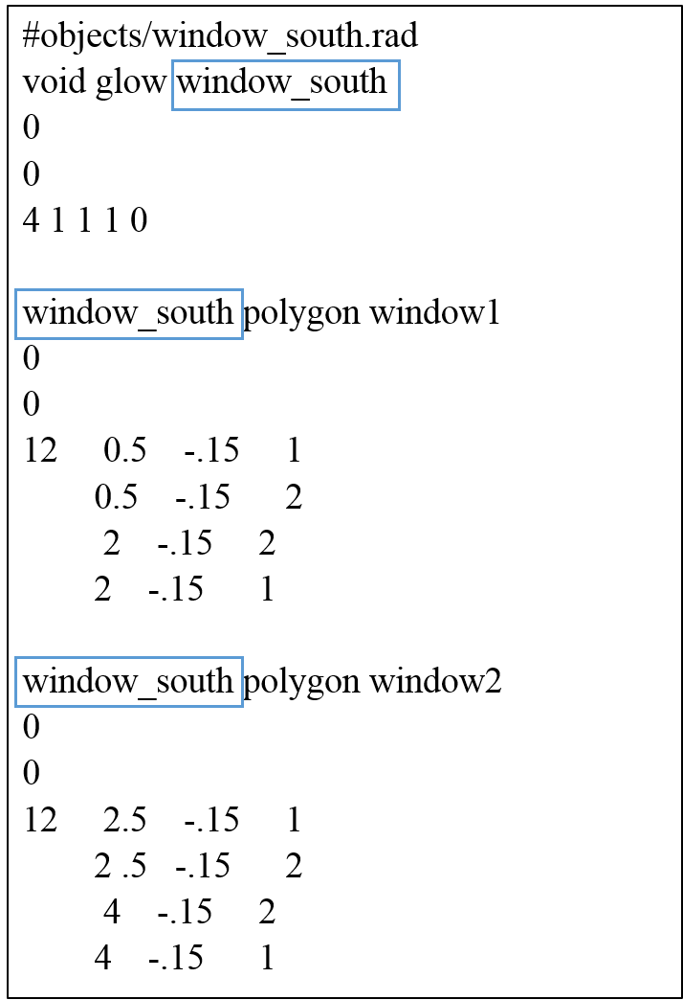 #objects/window_south.rad
void glow window_south
0
0
4 1 1 1 0
window_south polygon window1
0
0
12 0.5 -.15 1
0.5 -.15 2
2 -.15 2
2 -.15 1
window_south polygon window2
0
0
12 2.5 -.15 1
2 .5 -.15 2
4 -.15 2
4 -.15 1